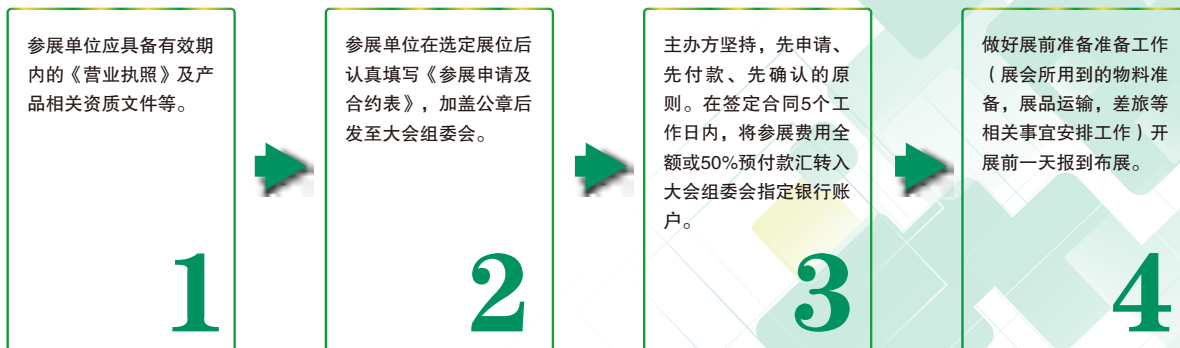 参展单位应具备有效期
内的《营业执照》及产
品相关资质文件等。
1
参展单位在选定展位后
认真填写《参展申请及
合约表》，加盖公章后
发至大会组委会。
2
主办方坚持，先申请、
先付款、先确认的原
则。在签定合同5个工
作日内，将参展费用全
额或50%预付款汇转入
大会组委会指定银行账
户。
3
做好展前准备准备工作
（展会所用到的物料准
备，展品运输，差旅等
相关事宜安排工作）开
展前一天报到布展。
4